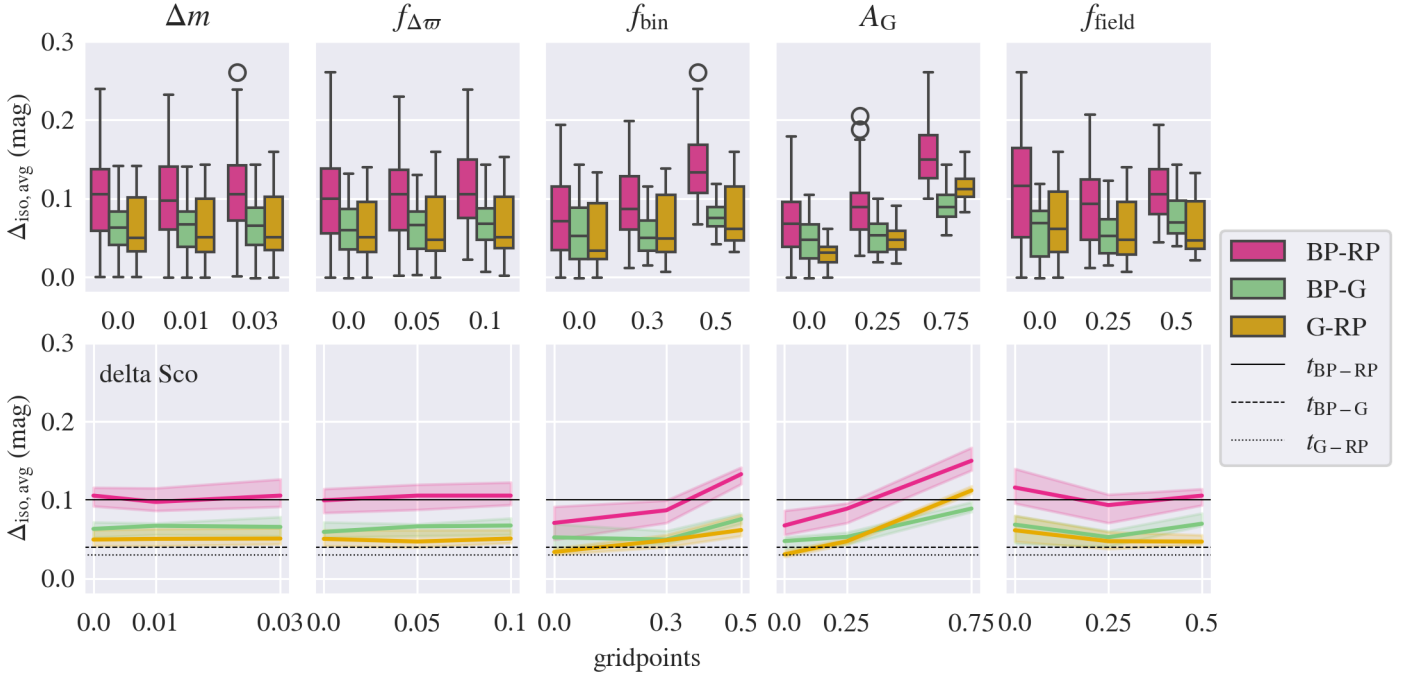 Δm f_Δϖ f_bin A_G f_field
Δ_iso, avg (mag)
0.3
0.2
0.1
0.0
0.0 0.01 0.03 0.0 0.05 0.1 0.0 0.3 0.5 0.0 0.25 0.75 0.0 0.25 0.5
BP-RP
BP-G
G-RP
t_BP−RP
t_BP−G
t_G−RP
delta Sco
Δ_iso, avg (mag)
0.3
0.2
0.1
0.0
0.0 0.01 0.03 0.0 0.05 0.1 0.0 0.3 0.5 0.0 0.25 0.75 0.0 0.25 0.5
gridpoints